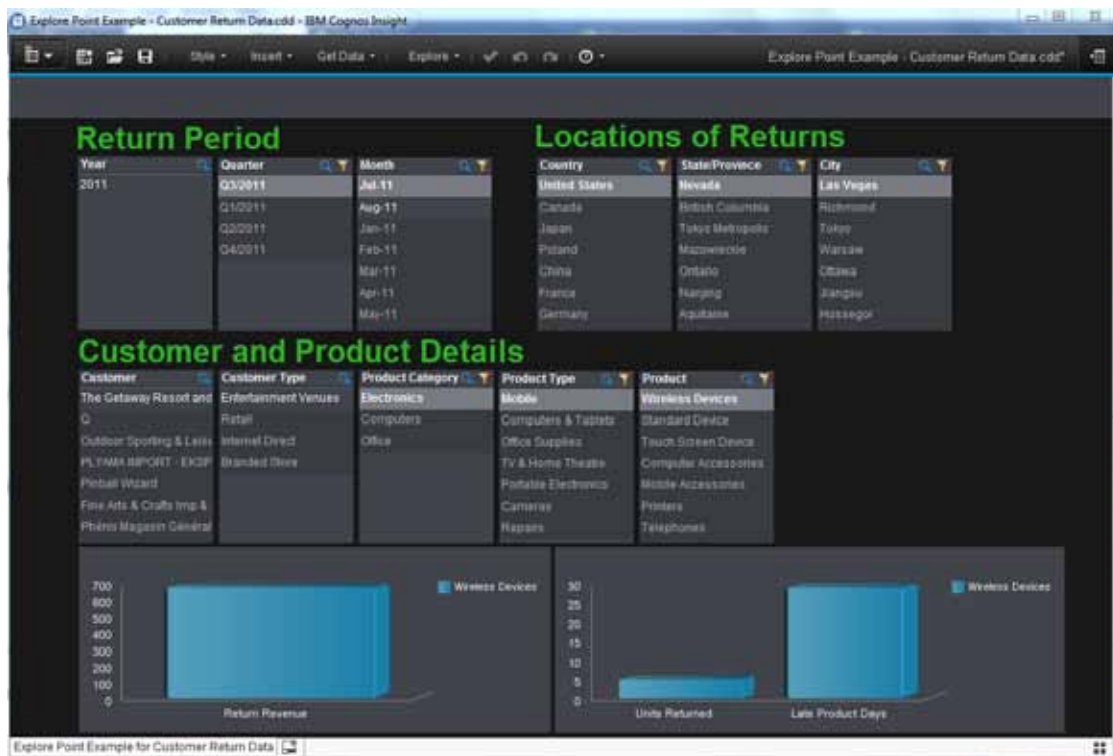 Explore Point Example - Customer Return Data.cdd - IBM Cognos Insight
Style Insert Get Data Explore Explore Point Example - Customer Return Data.cdd*
Return Period
Year Quarter Month
2011 Q3/2011 Jul-11
Q1/2011 Aug-11
Q2/2011 Jan-11
Q4/2011 Feb-11
Mar-11
Apr-11
May-11
Locations of Returns
Country State/Province City
United States Nevada Las Vegas
Canada British Columbia Richmond
Japan Tokyo Metropolis Tokyo
Poland Mazowieckie Warsaw
China Ontario Ottawa
France Nanjing Jiangsu
Germany Aquitaine Hossegor
Customer and Product Details
Customer Customer Type Product Category Product Type Product
The Getaway Resort and Entertainment Venues Electronics Mobile Wireless Devices
Retail Computers Computers & Tablets Standard Device
Outdoor Sporting & Internet Direct Office Office Supplies Touch Screen Device
IMPORT - Branded Store TV & Home Theatre Computer Accessories
Pinball Wizard Portable Electronics Mobile Accessories
Fine Arts & Crafts Imp & Cameras Printers
Phénix Magasin Général Repairs Telephones
700
600
500
400
300
200
100
0
Return Revenue
Wireless Devices
30
25
20
15
10
5
0
Units Returned Late Product Days
Wireless Devices
Explore Point Example for Customer Return Data